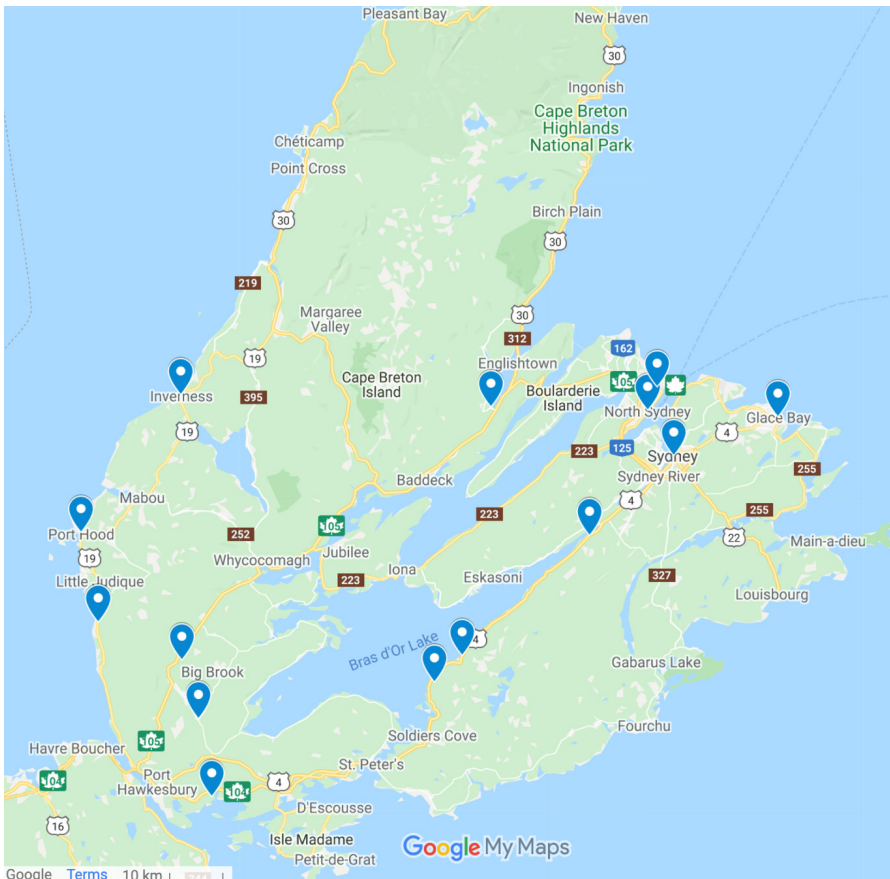 Pleasant Bay
New Haven
30
Ingonish
Cape Breton
Highlands
National Park
Chéticamp
Point Cross
30
Birch Plain
30
219
Margaree
Valley
30
312
19
Englishtown
162
Cape Breton
Island
105
Boularderie
Island
Inverness
395
North Sydney
Glace Bay
19
4
223
125
Sydney
Sydney River
255
Baddeck
Mabou
4
223
255
Port Hood
105
252
22
Main-a-dieu
19
Jubilee
Whycocomagh
Iona
Eskasoni
327
Little Judique
223
Louisbourg
4
Bras d'Or Lake
Gabarus Lake
Big Brook
Fourchu
Soldiers Cove
105
Havre Boucher
St. Peter's
104
Port
Hawkesbury
4
104
D'Escousse
16
Isle Madame
Google My Maps
Petit-de-Grat
Google Terms 10 km